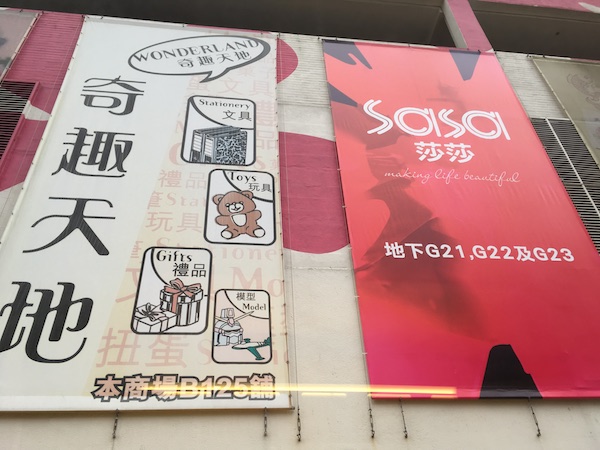 WONDERLAND
奇趣天地
奇趣天地
Stationery
文具
Toys
玩具
Gifts
禮品
模型
Model
扭蛋
本商場B125舖
sasa
莎莎
making life beautiful
地下G21,G22及G23